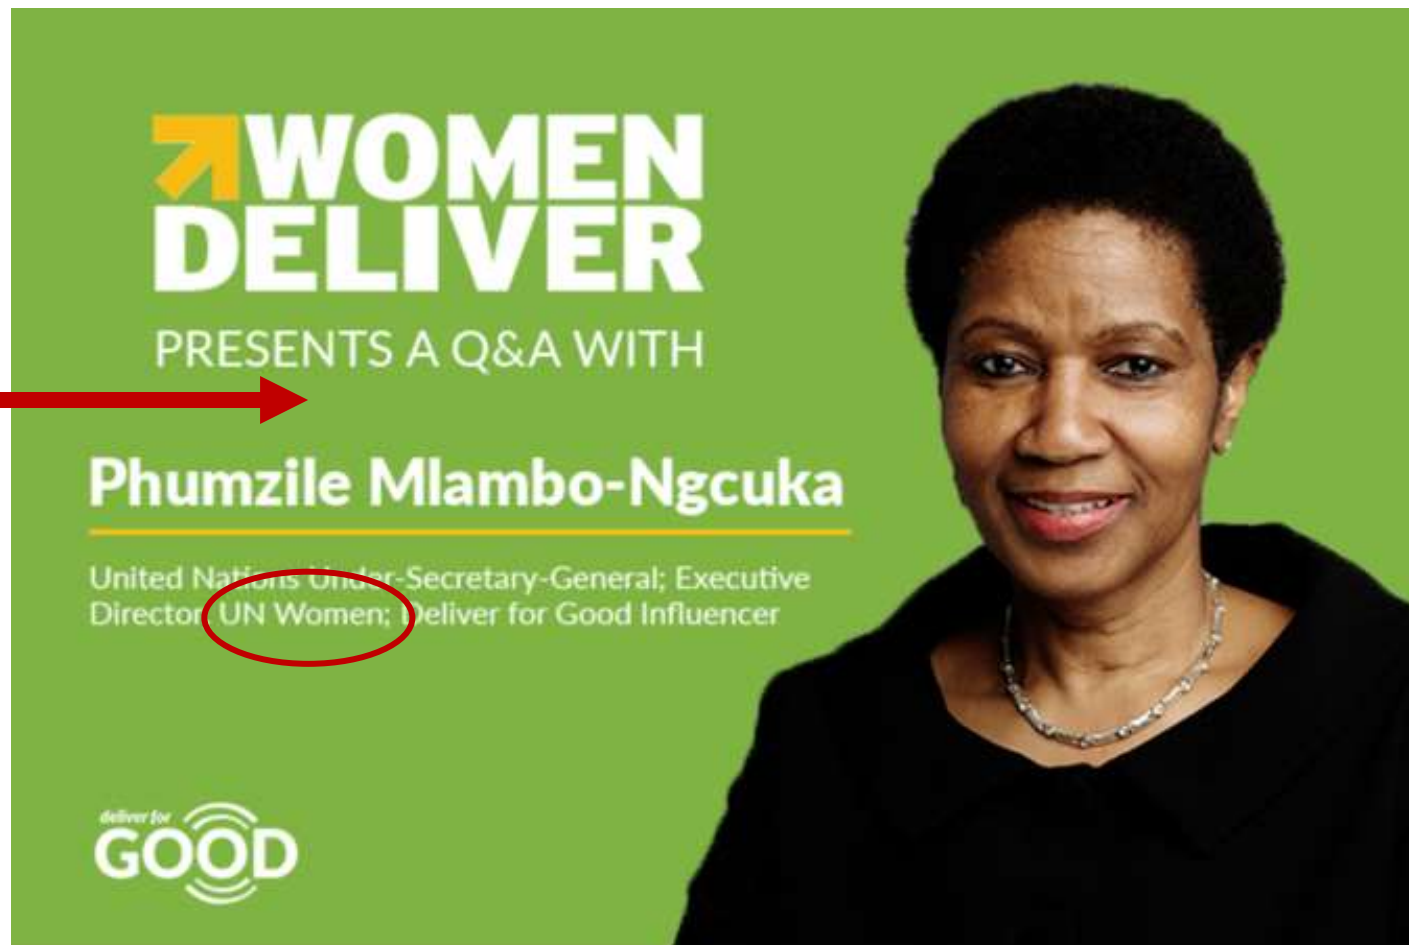 WOMEN
DELIVER
PRESENTS A Q&A WITH
Phumzile Mlambo-Ngcuka
United Nations Under-Secretary-General; Executive
Director, UN Women; Deliver for Good Influencer
deliver for
GOOD